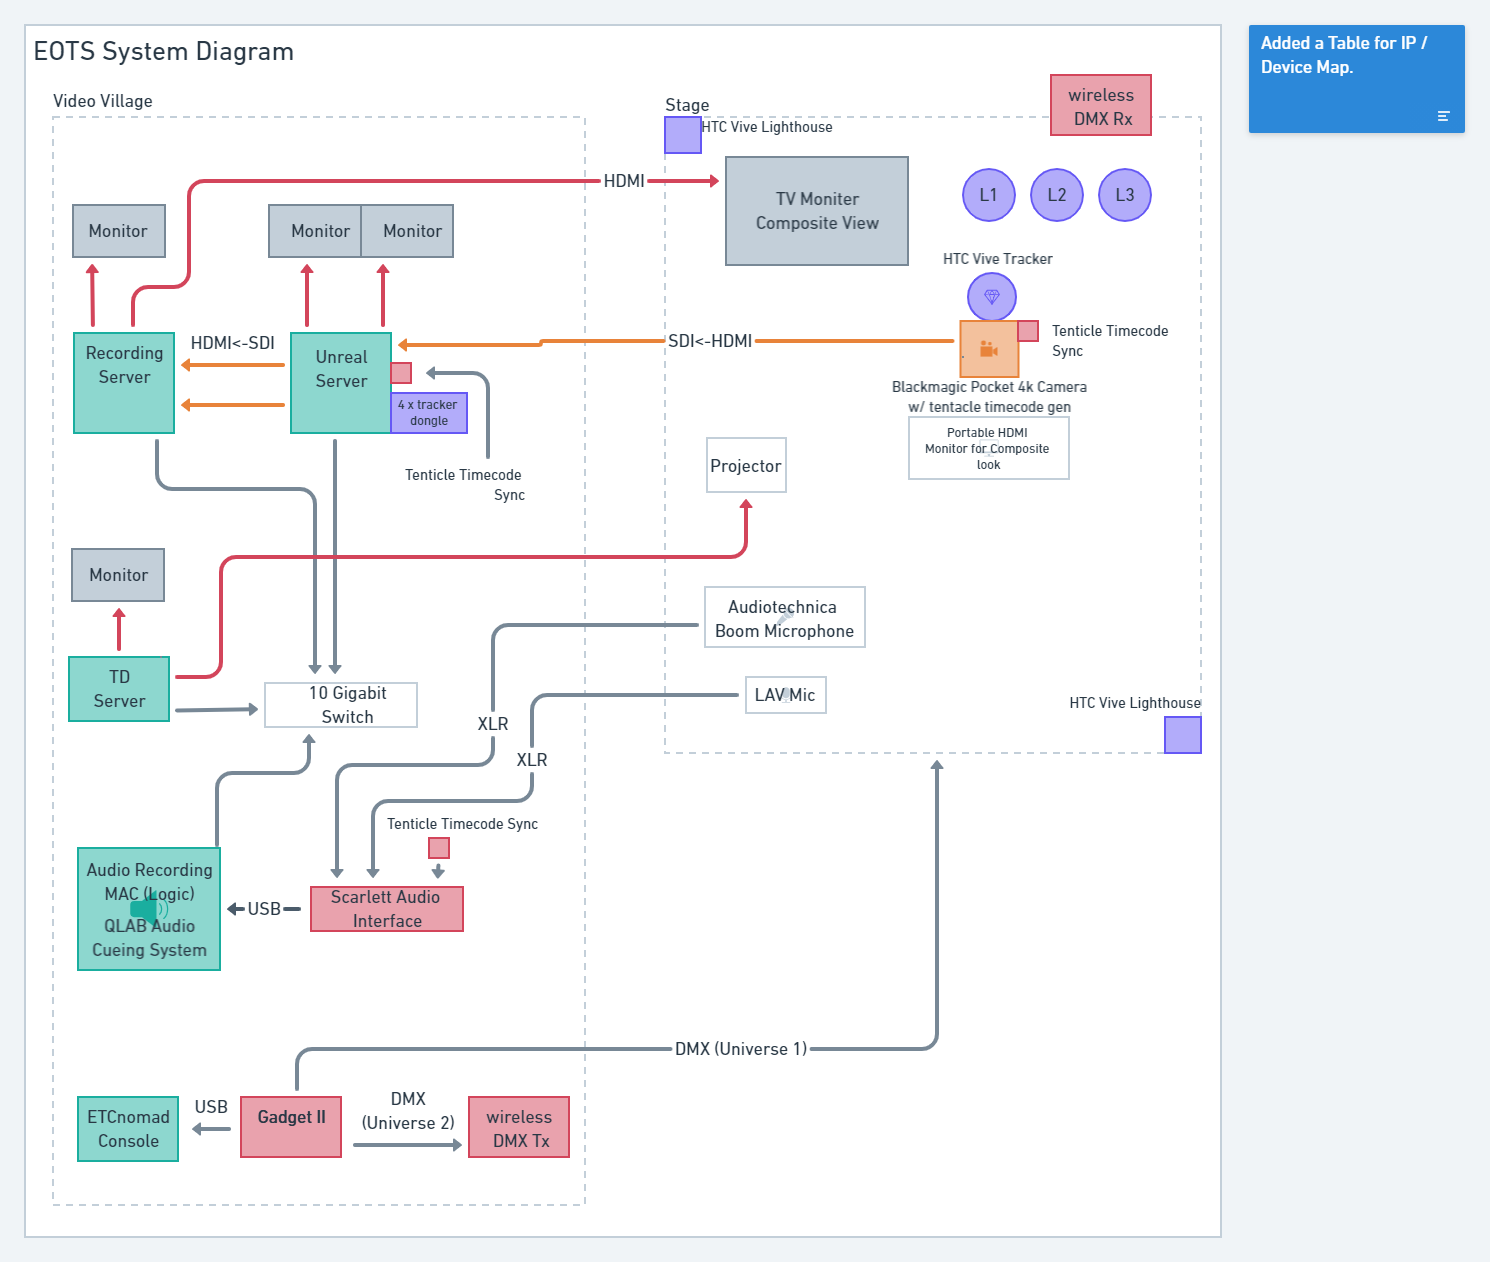 EOTS System Diagram
Added a Table for IP /
Device Map.
Video Village
Stage
wireless
DMX Rx
HTC Vive Lighthouse
HDMI
TV Moniter
Composite View
L1
L2
L3
Monitor
Monitor
Monitor
HTC Vive Tracker
Recording
Server
HDMI<-SDI
Unreal
Server
SDI<-HDMI
Tenticle Timecode
Sync
4 x tracker
dongle
Blackmagic Pocket 4k Camera
w/ tentacle timecode gen
Portable HDMI
Monitor for Composite
look
Tenticle Timecode
Sync
Projector
Monitor
Audiotechnica
Boom Microphone
TD
Server
10 Gigabit
Switch
LAV Mic
HTC Vive Lighthouse
XLR
XLR
Tenticle Timecode Sync
Audio Recording
MAC (Logic)
QLAB Audio
Cueing System
USB
Scarlett Audio
Interface
DMX (Universe 1)
ETCnomad
Console
USB
Gadget II
DMX
(Universe 2)
wireless
DMX Tx